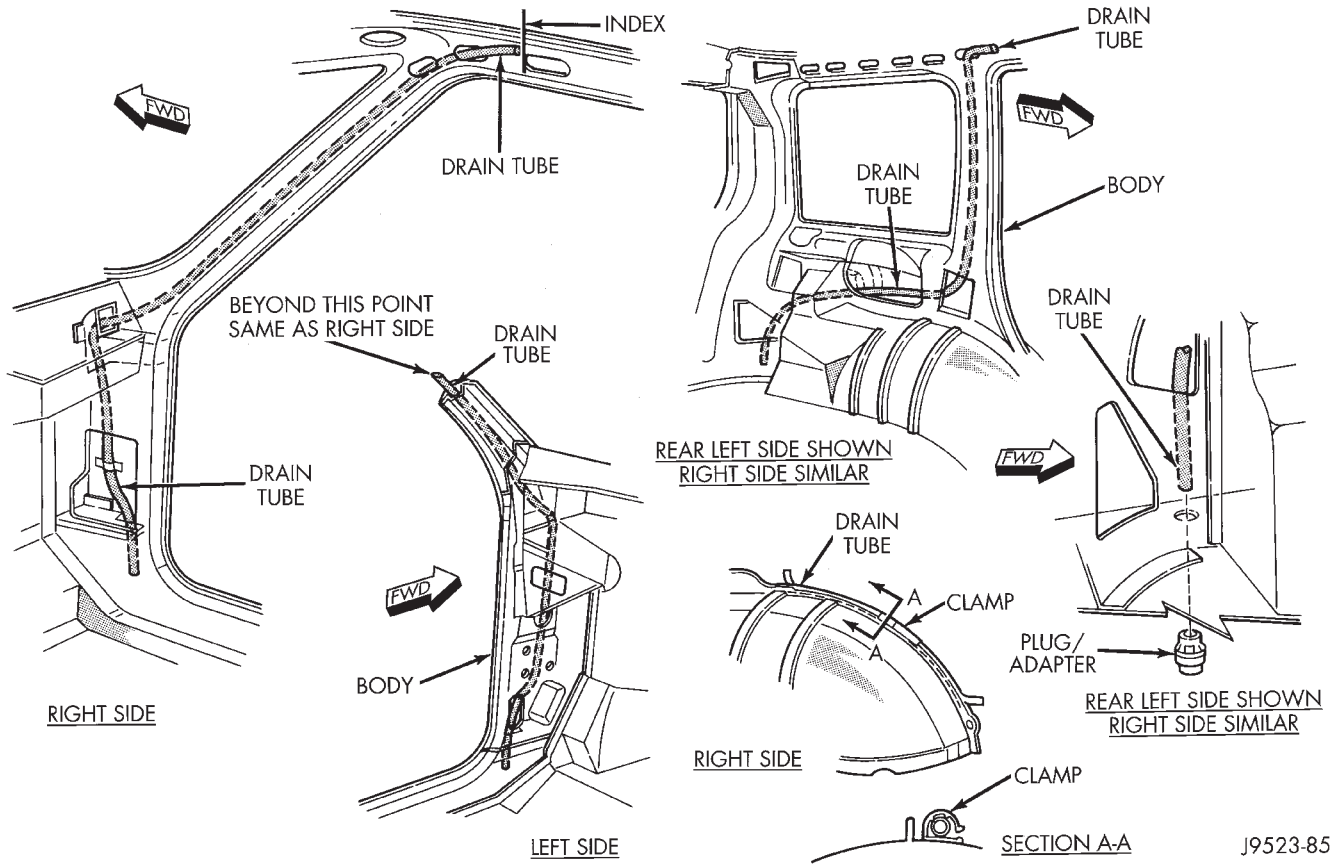 INDEX
DRAIN TUBE
FWD
DRAIN
TUBE
RIGHT SIDE
BEYOND THIS POINT
SAME AS RIGHT SIDE
DRAIN
TUBE
FWD
BODY
LEFT SIDE
DRAIN
TUBE
FWD
DRAIN
TUBE
BODY
REAR LEFT SIDE SHOWN
RIGHT SIDE SIMILAR
DRAIN
TUBE
FWD
PLUG/
ADAPTER
REAR LEFT SIDE SHOWN
RIGHT SIDE SIMILAR
DRAIN
TUBE
A
CLAMP
A
RIGHT SIDE
CLAMP
SECTION A-A
J9523-85